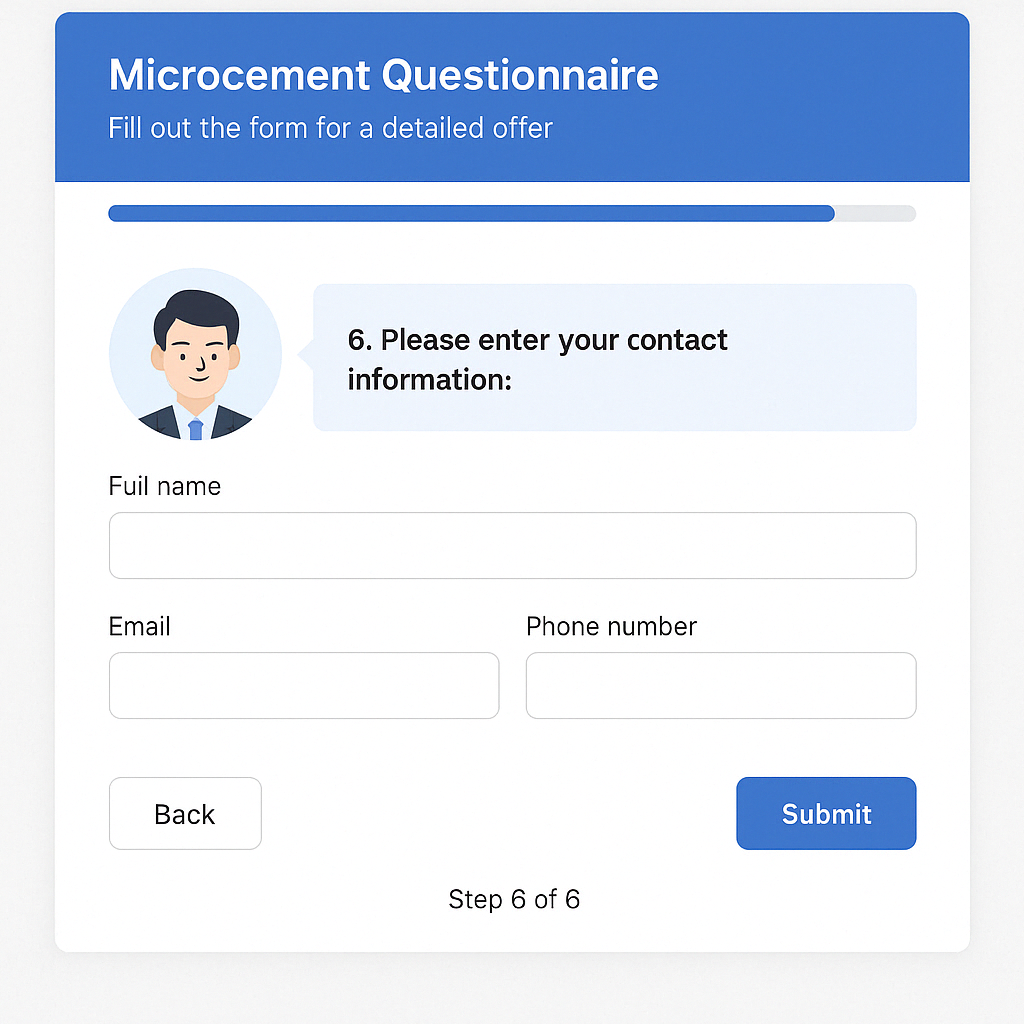 Microcement Questionnaire
Fill out the form for a detailed offer
6. Please enter your contact
information:
Fuil name
Email
Phone number
Back
Submit
Step 6 of 6